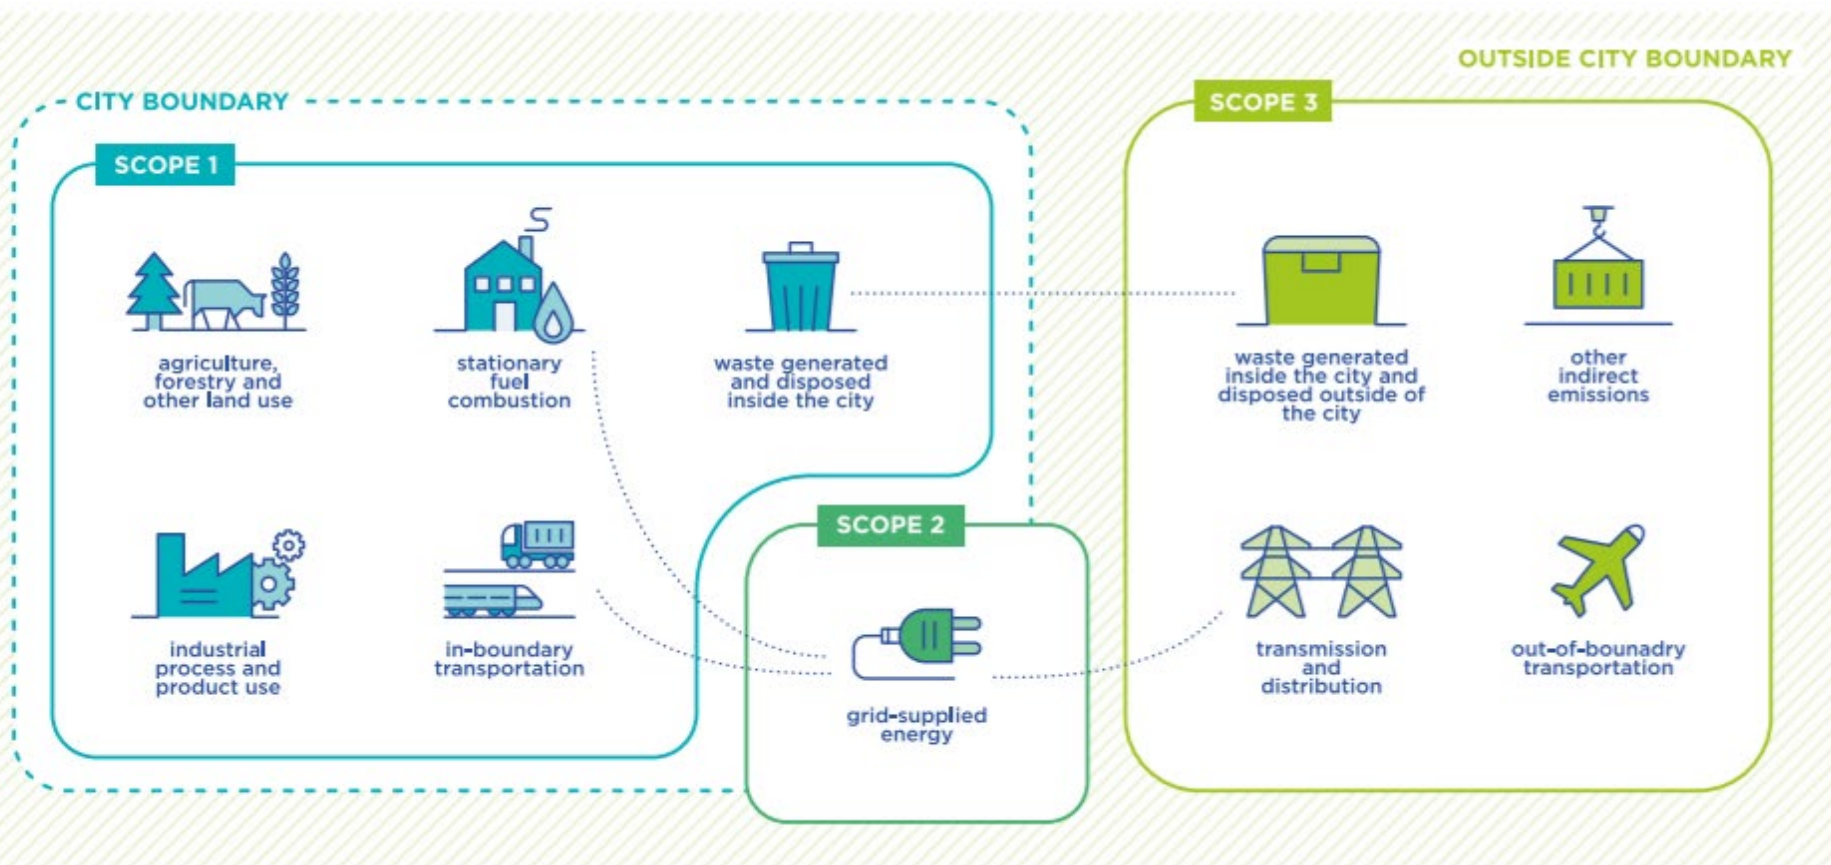 OUTSIDE CITY BOUNDARY
CITY BOUNDARY
SCOPE 3
SCOPE 1
agriculture,
forestry and
other land use
stationary
fuel
combustion
waste generated
and disposed
inside the city
waste generated
inside the city and
disposed outside of
the city
other
indirect
emissions
SCOPE 2
industrial
process and
product use
in-boundary
transportation
grid-supplied
energy
transmission
and
distribution
out-of-bounadry
transportation